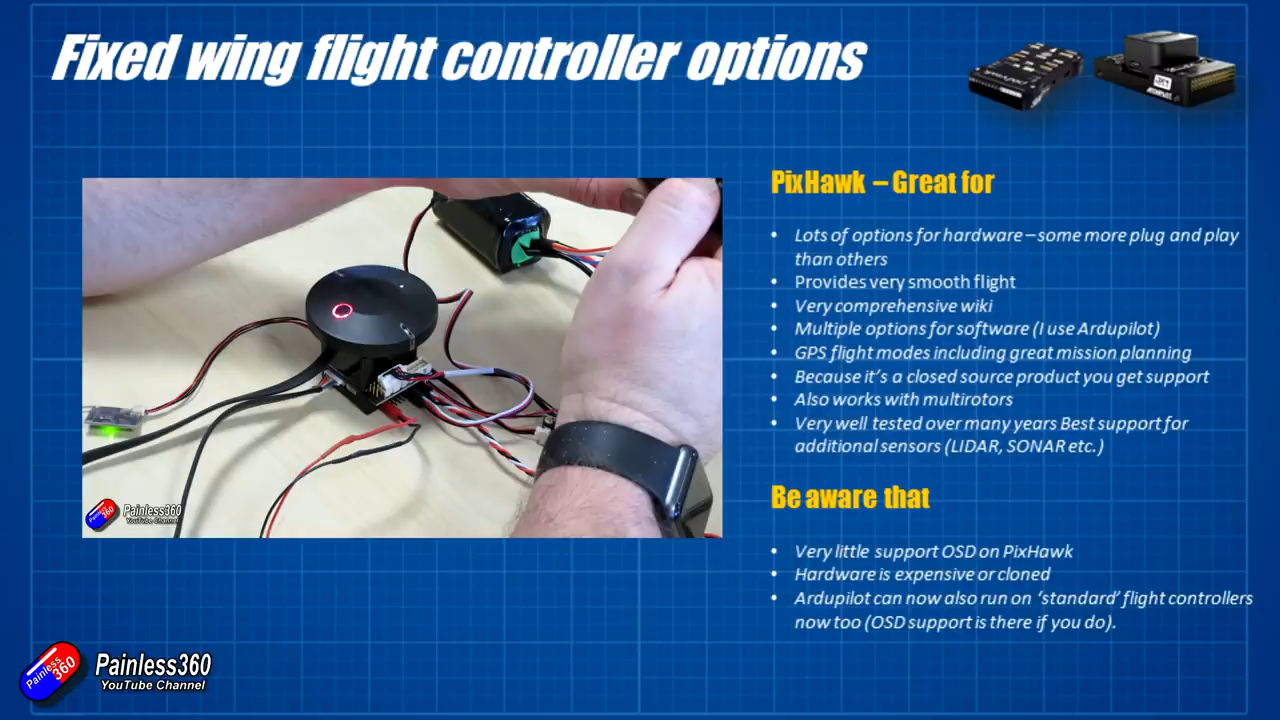 Fixed wing flight controller options
PixHawk – Great for
• Lots of options for hardware – some more plug and play
than others
• Provides very smooth flight
• Very comprehensive wiki
• Multiple options for software (I use Ardupilot)
• GPS flight modes including great mission planning
• Because it's a closed source product you get support
• Also works with multirotors
• Very well tested over many years Best support for
additional sensors (LIDAR, SONAR etc.)
Painless
360
Painless360
YouTube Channel
Be aware that
• Very little support OSD on PixHawk
• Hardware is expensive or cloned
• Ardupilot can now also run on 'standard' flight controllers
now too (OSD support is there if you do).
Painless
360
Painless360
YouTube Channel